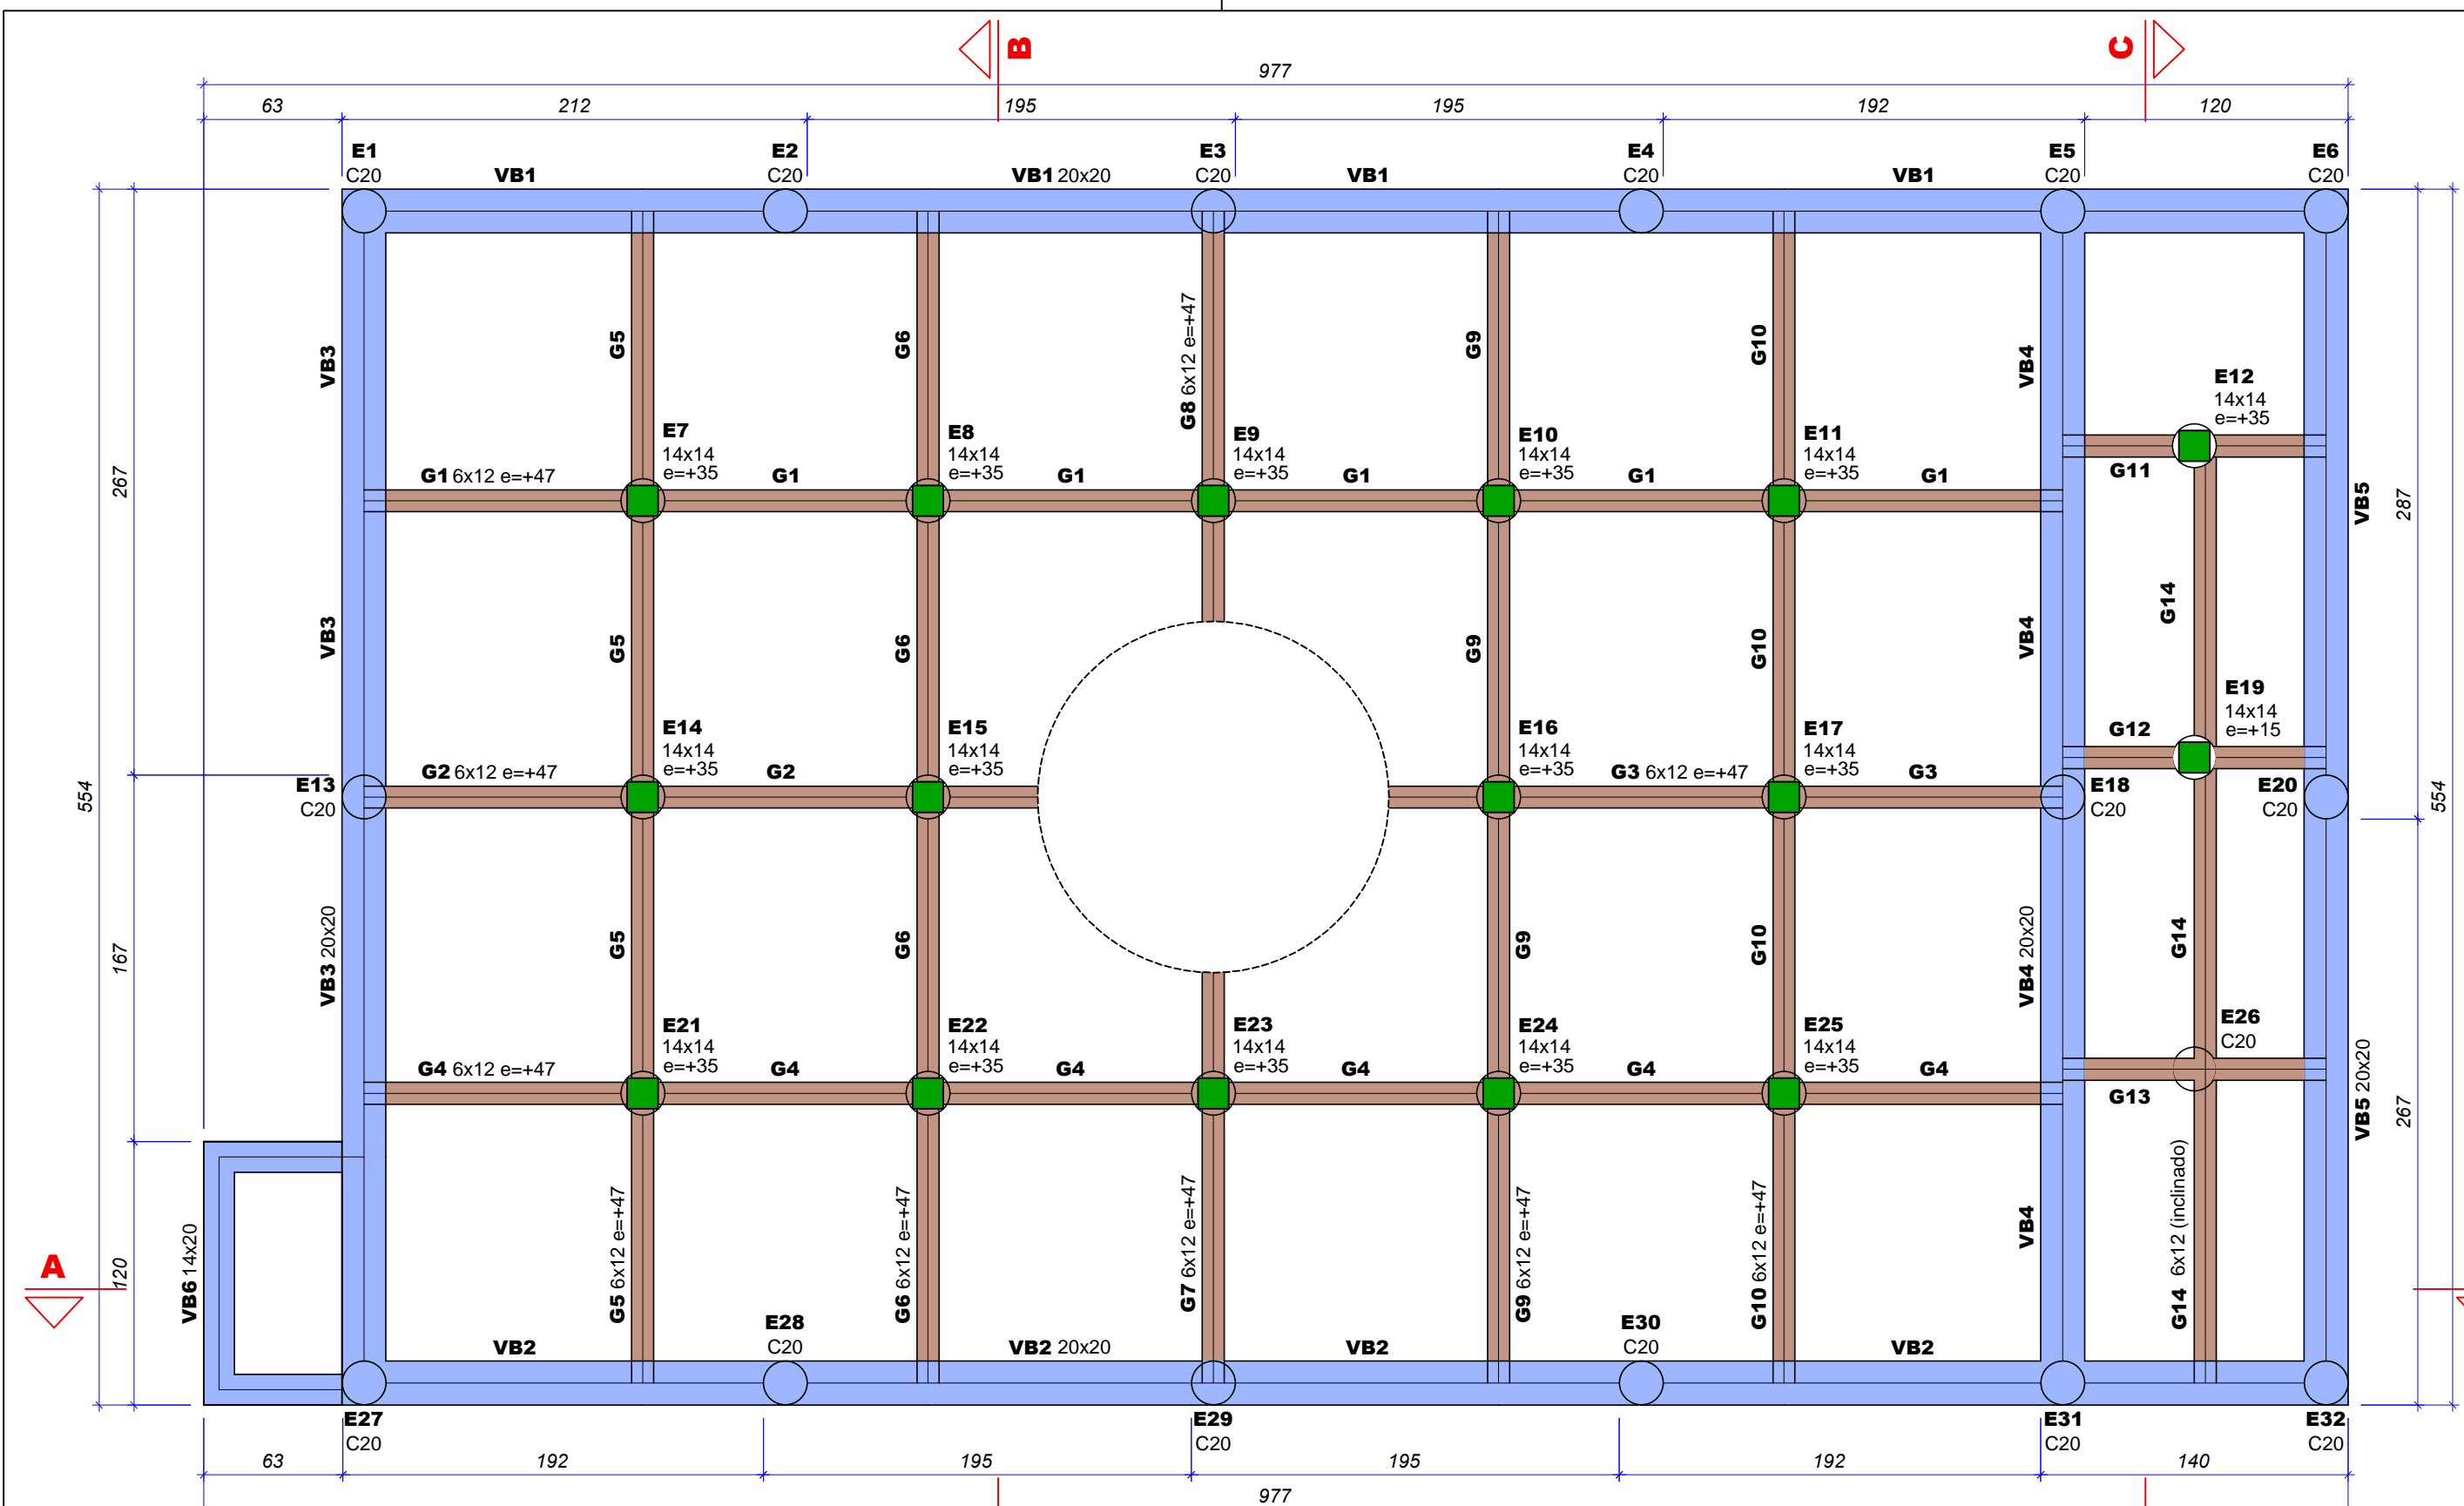 B
C
977
63
212
195
195
192
120
E1
C20
VB1
E2
C20
VB1 20x20
E3
C20
VB1
E4
C20
VB1
E5
C20
E6
C20
VB3
G5
G6
G8 6x12 e=+47
G9
G10
VB4
E12
14x14
e=+35
267
G1 6x12 e=+47
E7
14x14
e=+35
G1
E8
14x14
e=+35
G1
E9
14x14
e=+35
G1
E10
14x14
e=+35
G1
E11
14x14
e=+35
G1
G11
VB5
287
VB3
G5
G6
G9
G10
VB4
G14
554
E13
C20
G2 6x12 e=+47
E14
14x14
e=+35
G2
E15
14x14
e=+35
E16
14x14
e=+35
G3 6x12 e=+47
E17
14x14
e=+35
G3
E18
C20
G12
E19
14x14
e=+15
E20
C20
554
167
VB3 20x20
G5
G6
G9
G10
VB4 20x20
G14
G4 6x12 e=+47
E21
14x14
e=+35
G4
E22
14x14
e=+35
G4
E23
14x14
e=+35
G4
E24
14x14
e=+35
G4
E25
14x14
e=+35
G4
E26
C20
G13
VB5 20x20
267
A
120
VB6 14x20
G5 6x12 e=+47
G6 6x12 e=+47
G7 6x12 e=+47
G9 6x12 e=+47
G10 6x12 e=+47
VB4
G14 6x12 (inclinado)
VB2
E28
C20
VB2 20x20
VB2
E30
C20
VB2
E27
C20
E29
C20
E31
C20
E32
C20
63
192
195
195
192
140
977